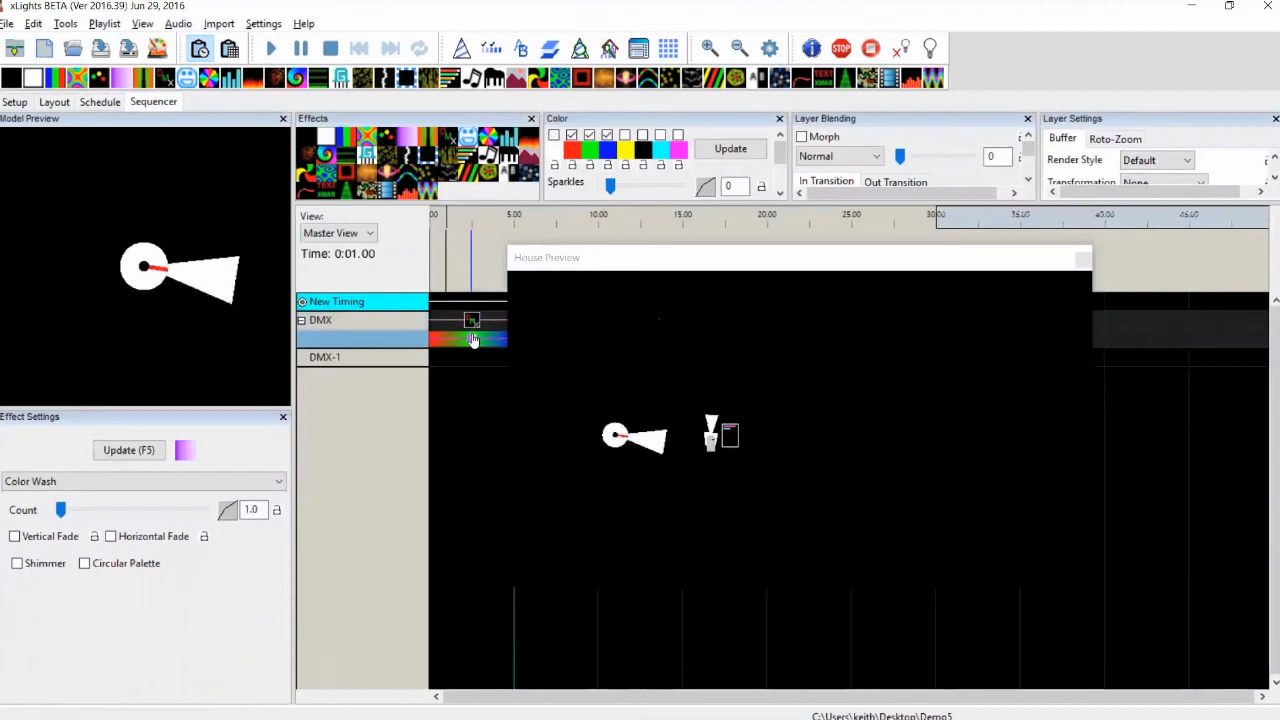 xLights BETA (Ver 2016.39) Jun 29, 2016
File Edit Tools Playlist View Audio Import Settings Help
STOP
TEXT XMAS
Setup Layout Schedule Sequencer
Model Preview
Effects
Color
Layer Blending
Layer Settings
Update
Morph
Buffer Roto-Zoom
Normal
0
Render Style Default
Sparkles
0
In Transition Out Transition
Transformation None
View:
Master View
Time: 0:01.00
00 5.00 10.00 15.00 20.00 25.00 30.00 35.00 40.00 45.00
House Preview
New Timing
DMX
DMX-1
Effect Settings
Update (F5)
Color Wash
Count
1.0
Vertical Fade
Horizontal Fade
Shimmer
Circular Palette
C:\Users\keith\Desktop\Demo5